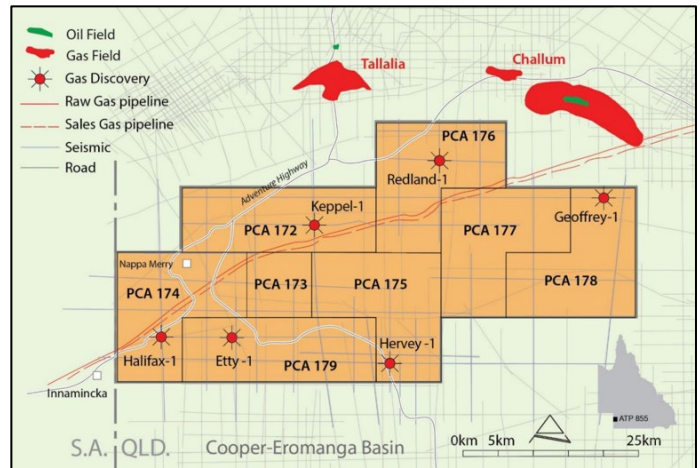 Oil Field
Gas Field
Gas Discovery
Raw Gas pipeline
Sales Gas pipeline
Seismic
Road
Tallalia
Challum
Adventure Highway
PCA 176
Redland-1
Keppel-1
Geoffrey-1
PCA 172
PCA 177
Nappa Merry
PCA 174
PCA 173
PCA 175
PCA 178
Halifax-1
Etty-1
PCA 179
Hervey -1
Innamincka
ATP 855
S.A.
QLD.
Cooper-Eromanga Basin
0km 5km 25km